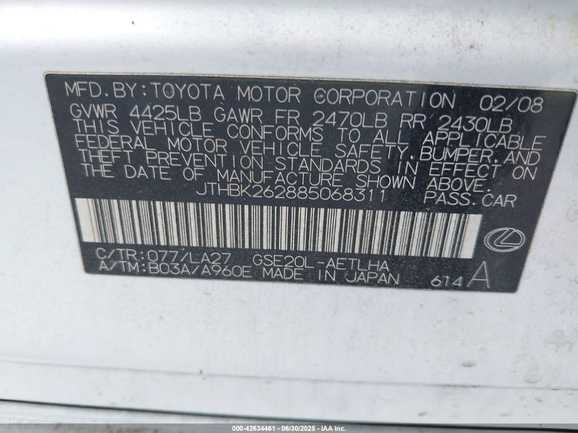 MFD.BY:TOYOTA MOTOR CORPORATION 02/08
GVWR 4425LB GAWR FR 2470LB RR 2430LB
THIS VEHICLE CONFORMS TO ALL APPLICABLE
FEDERAL MOTOR VEHICLE SAFETY,BUMPER,AND
THEFT PREVENTION STANDARDS IN EFFECT ON
THE DATE OF MANUFACTURE SHOWN ABOVE.
JTHBK262885068311 PASS.CAR
C/TR:077/LA27 GSE20L-AETLHA
A/TM:B03A/A960E MADE IN JAPAN 614 A
000-42634461 - 06/30/2025 - IAA Inc.